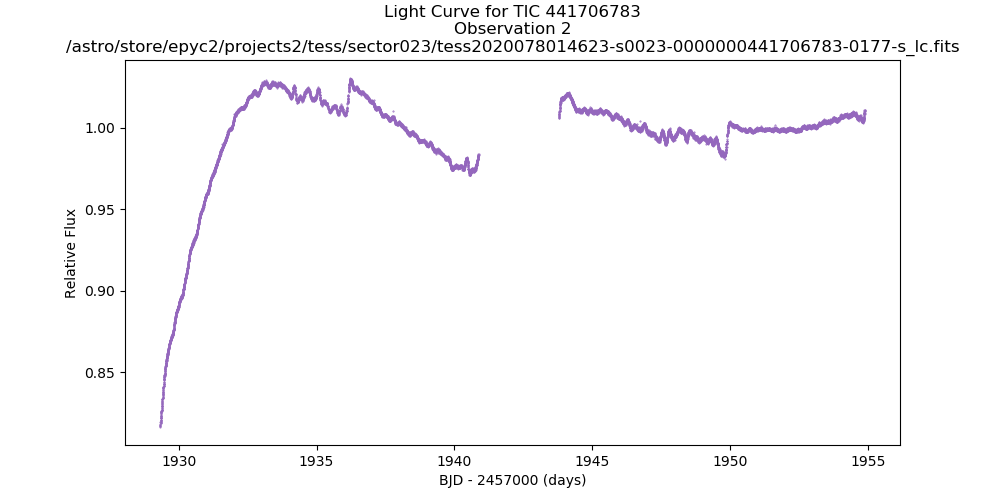 Light Curve for TIC 441706783
Observation 2
/astro/store/epyc2/projects2/tess/sector023/tess2020078014623-s0023-0000000441706783-0177-s_lc.fits
Relative Flux
1.00
0.95
0.90
0.85
1930 1935 1940 1945 1950 1955
BJD - 2457000 (days)